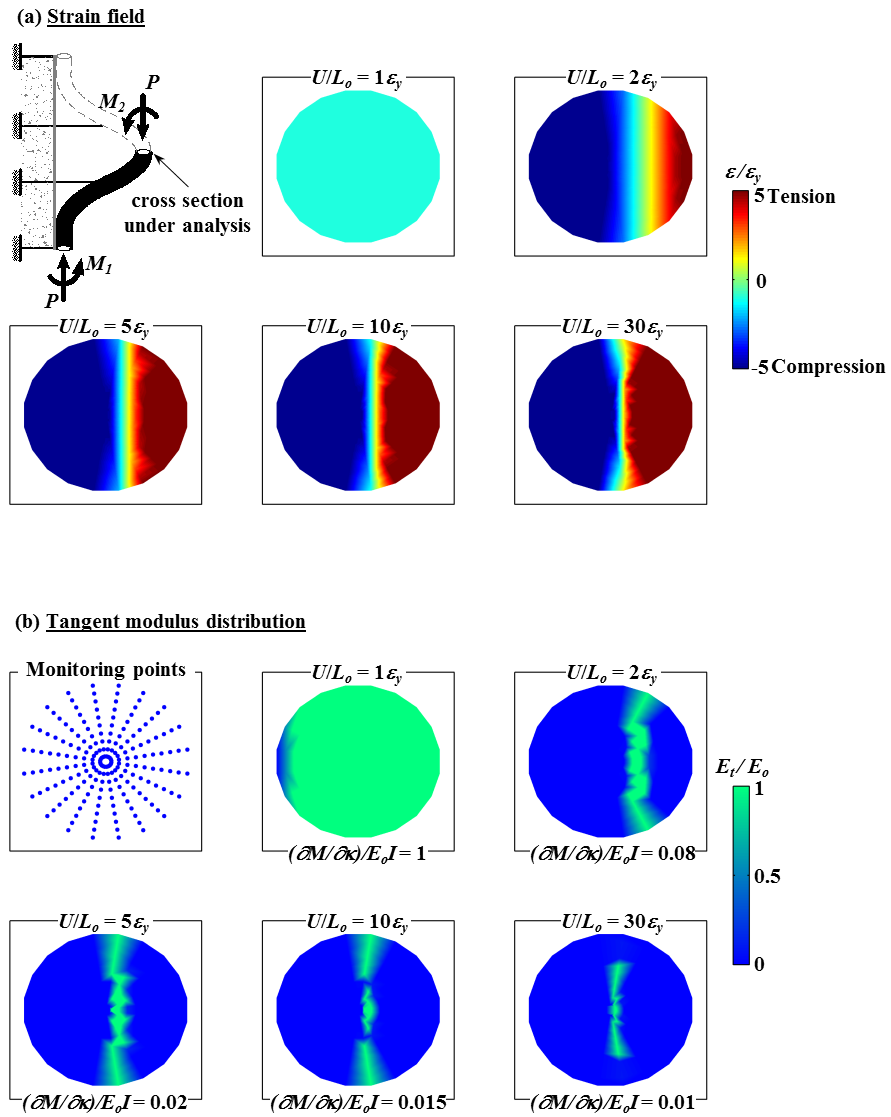 (a) Strain field
U/Lo = 1εy
U/Lo = 2εy
P
M2
cross section
under analysis
M1
P
ε/εy
5 Tension
0
-5 Compression
U/Lo = 5εy
U/Lo = 10εy
U/Lo = 30εy
(b) Tangent modulus distribution
Monitoring points
U/Lo = 1εy
U/Lo = 2εy
(∂M/∂κ)/EoI = 1
(∂M/∂κ)/EoI = 0.08
Et/Eo
1
0.5
0
U/Lo = 5εy
U/Lo = 10εy
U/Lo = 30εy
(∂M/∂κ)/EoI = 0.02
(∂M/∂κ)/EoI = 0.015
(∂M/∂κ)/EoI = 0.01